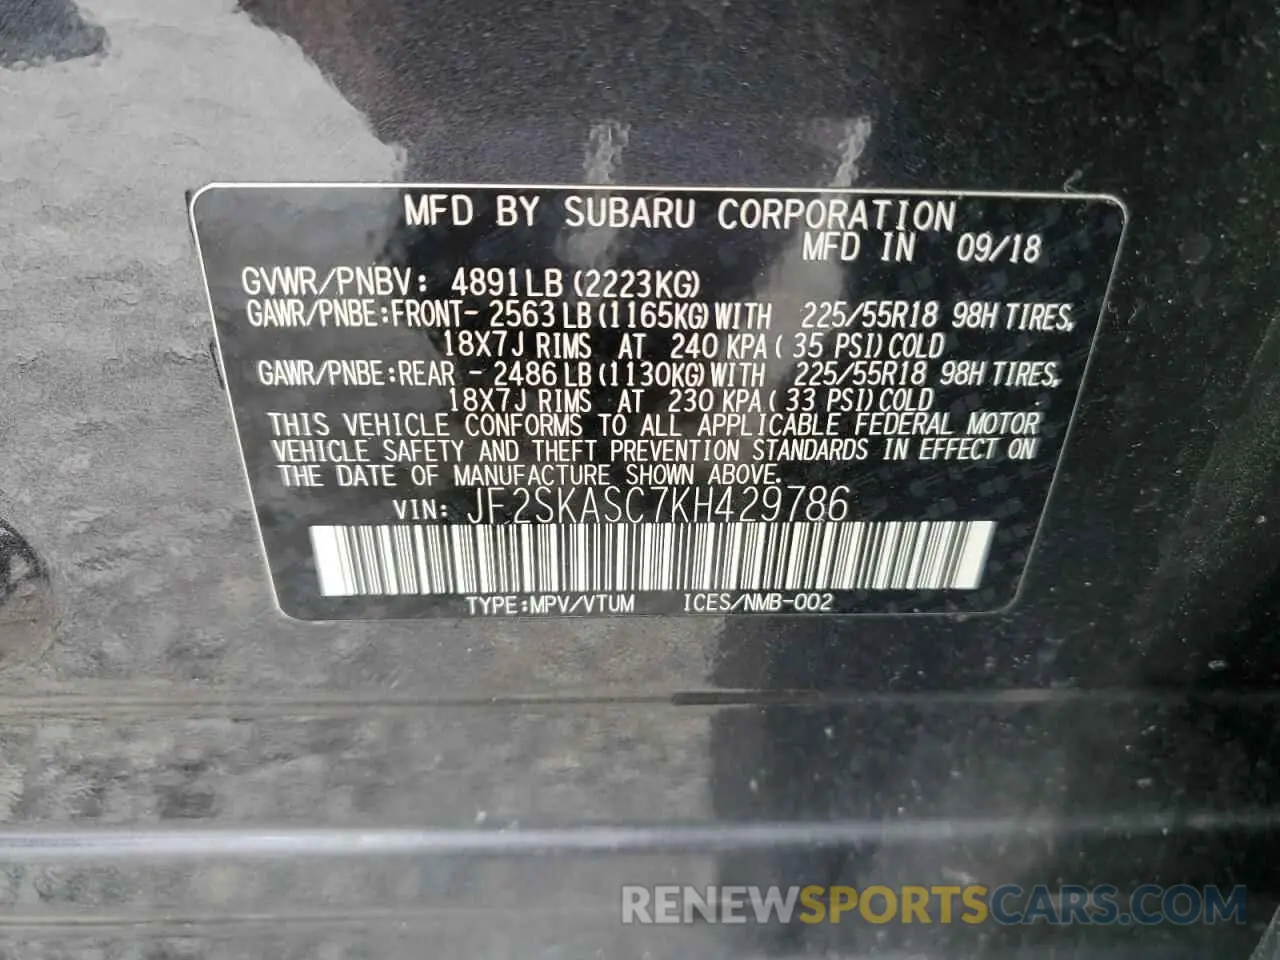 MFD BY SUBARU CORPORATION
MFD IN 09/18
GVWR/PNBV: 4891LB (2223KG)
GAWR/PNBE:FRONT- 2563 LB (1165KG) WITH 225/55R18 98H TIRES,
18X7J RIMS AT 240 KPA ( 35 PSI) COLD
GAWR/PNBE:REAR - 2486 LB (1130KG) WITH 225/55R18 98H TIRES,
18X7J RIMS AT 230 KPA ( 33 PSI) COLD
THIS VEHICLE CONFORMS TO ALL APPLICABLE FEDERAL MOTOR
VEHICLE SAFETY AND THEFT PREVENTION STANDARDS IN EFFECT ON
THE DATE OF MANUFACTURE SHOWN ABOVE.
VIN: JF2SKASC7KH429786
TYPE:MPV/VTUM ICES/NMB-002
RENEWSPORTSCARS.COM